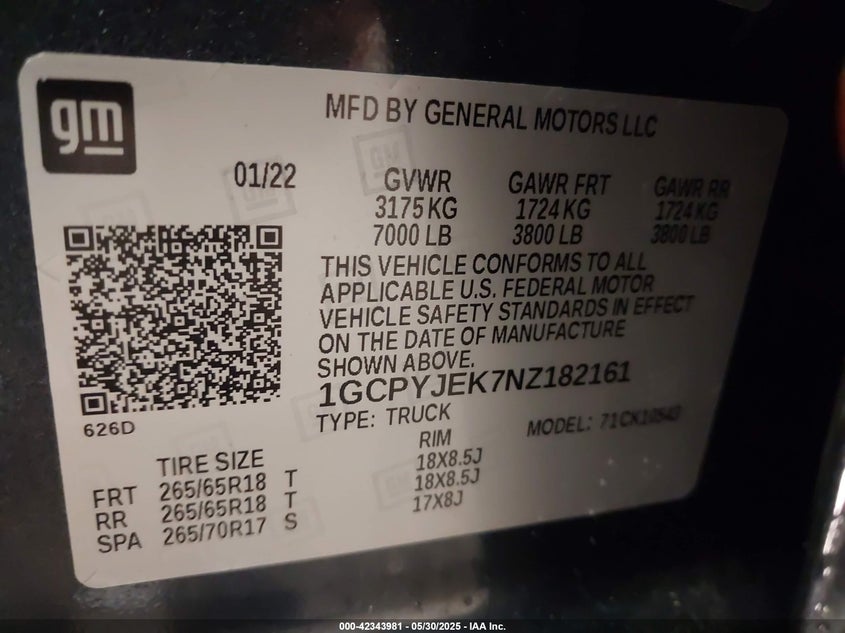 gm
MFD BY GENERAL MOTORS LLC
01/22
GVWR GAWR FRT GAWR RR
3175 KG 1724 KG 1724 KG
7000 LB 3800 LB 3800 LB
THIS VEHICLE CONFORMS TO ALL
APPLICABLE U.S. FEDERAL MOTOR
VEHICLE SAFETY STANDARDS IN EFFECT
ON THE DATE OF MANUFACTURE
SHOWN ABOVE.
1GCPYJEK7NZ182161
626D
TYPE: TRUCK MODEL: 71CK10543
TIRE SIZE RIM
FRT 265/65R18 T 18X8.5J
RR 265/65R18 T 18X8.5J
SPA 265/70R17 S 17X8J
000-42343981 - 05/30/2025 - IAA Inc.